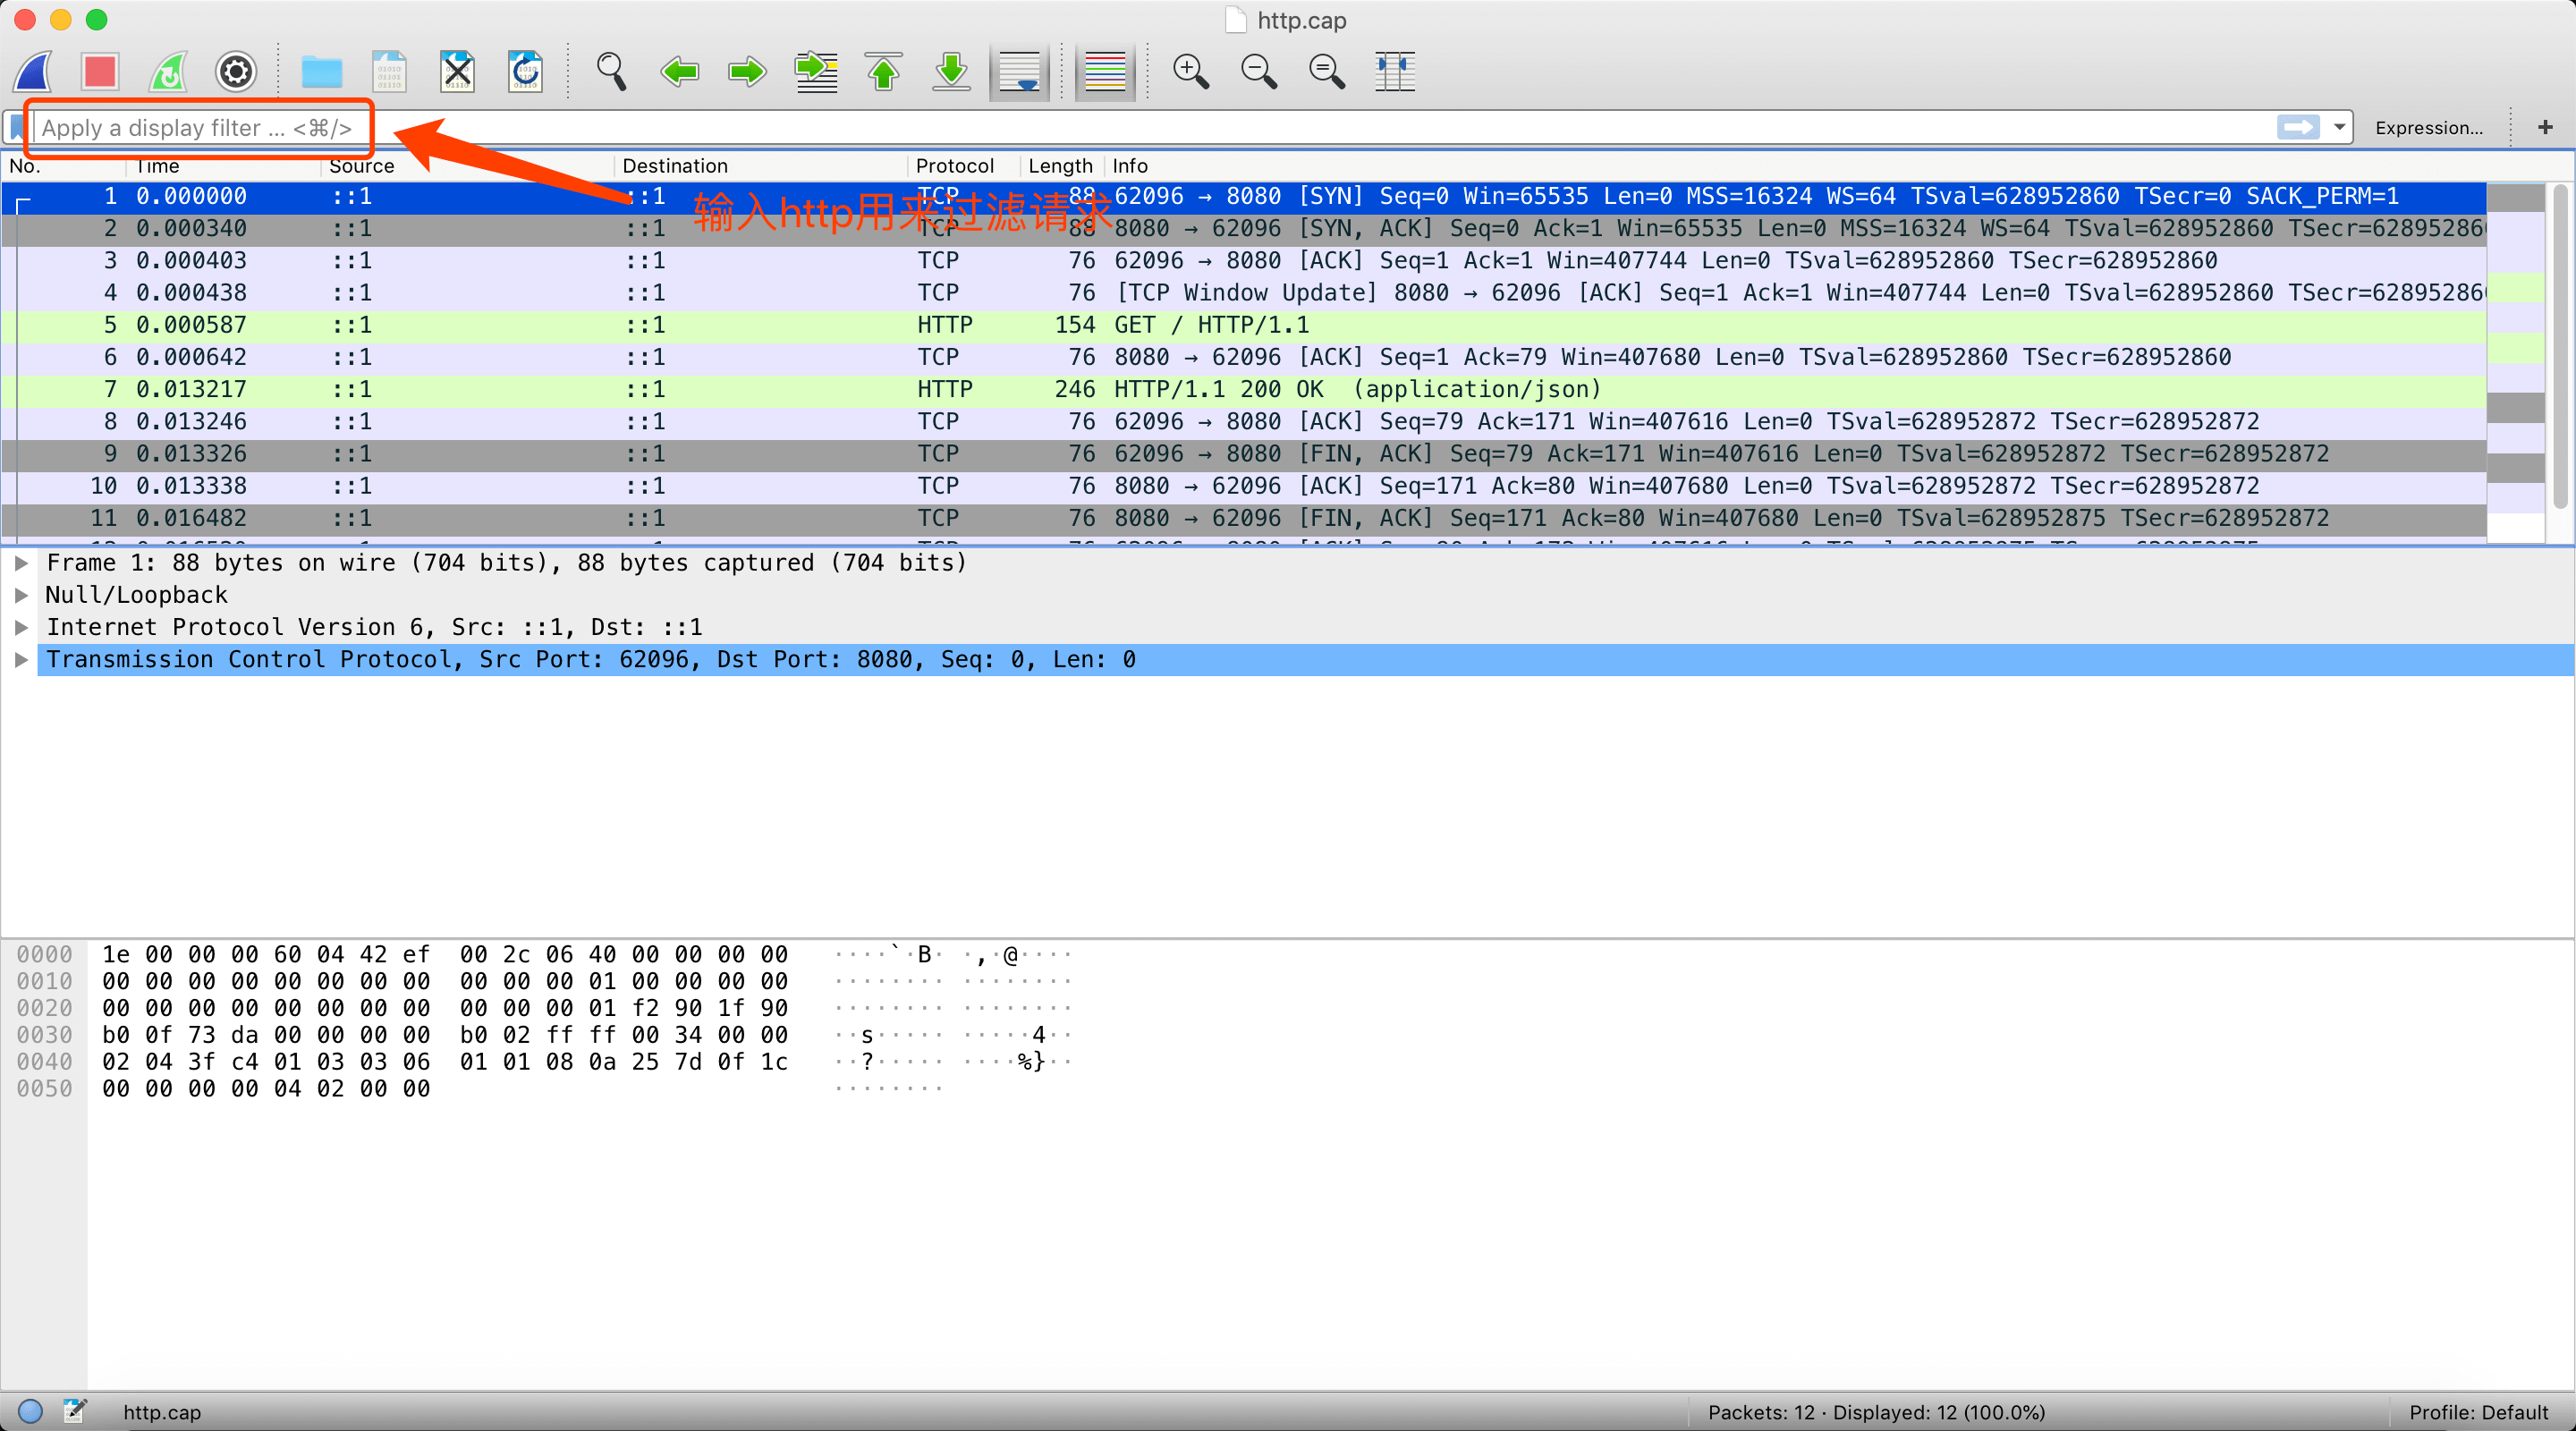 http.cap
Apply a display filter ... <⌘/>
Expression...
+
No. Time Source Destination Protocol Length Info
输入http用来过滤请求
1 0.000000 ::1 ::1 TCP 88 62096 → 8080 [SYN] Seq=0 Win=65535 Len=0 MSS=16324 WS=64 TSval=628952860 TSecr=0 SACK_PERM=1
2 0.000340 ::1 ::1 TCP 88 8080 → 62096 [SYN, ACK] Seq=0 Ack=1 Win=65535 Len=0 MSS=16324 WS=64 TSval=628952860 TSecr=628952860
3 0.000403 ::1 ::1 TCP 76 62096 → 8080 [ACK] Seq=1 Ack=1 Win=407744 Len=0 TSval=628952860 TSecr=628952860
4 0.000438 ::1 ::1 TCP 76 [TCP Window Update] 8080 → 62096 [ACK] Seq=1 Ack=1 Win=407744 Len=0 TSval=628952860 TSecr=628952860
5 0.000587 ::1 ::1 HTTP 154 GET / HTTP/1.1
6 0.000642 ::1 ::1 TCP 76 8080 → 62096 [ACK] Seq=1 Ack=79 Win=407680 Len=0 TSval=628952860 TSecr=628952860
7 0.013217 ::1 ::1 HTTP 246 HTTP/1.1 200 OK (application/json)
8 0.013246 ::1 ::1 TCP 76 62096 → 8080 [ACK] Seq=79 Ack=171 Win=407616 Len=0 TSval=628952872 TSecr=628952872
9 0.013326 ::1 ::1 TCP 76 62096 → 8080 [FIN, ACK] Seq=79 Ack=171 Win=407616 Len=0 TSval=628952872 TSecr=628952872
10 0.013338 ::1 ::1 TCP 76 8080 → 62096 [ACK] Seq=171 Ack=80 Win=407680 Len=0 TSval=628952872 TSecr=628952872
11 0.016482 ::1 ::1 TCP 76 8080 → 62096 [FIN, ACK] Seq=171 Ack=80 Win=407680 Len=0 TSval=628952875 TSecr=628952872
Frame 1: 88 bytes on wire (704 bits), 88 bytes captured (704 bits)
Null/Loopback
Internet Protocol Version 6, Src: ::1, Dst: ::1
Transmission Control Protocol, Src Port: 62096, Dst Port: 8080, Seq: 0, Len: 0
0000 1e 00 00 00 60 04 42 ef 00 2c 06 40 00 00 00 00 ····`·B· ·,·@····
0010 00 00 00 00 00 00 00 00 00 00 00 01 00 00 00 00 ········ ········
0020 00 00 00 00 00 00 00 00 00 00 00 01 f2 90 1f 90 ········ ········
0030 b0 0f 73 da 00 00 00 00 b0 02 ff ff 00 34 00 00 ··s····· ·····4··
0040 02 04 3f c4 01 03 03 06 01 01 08 0a 25 7d 0f 1c ··?····· ····%}··
0050 00 00 00 00 04 02 00 00 ········
http.cap
Packets: 12 · Displayed: 12 (100.0%)
Profile: Default